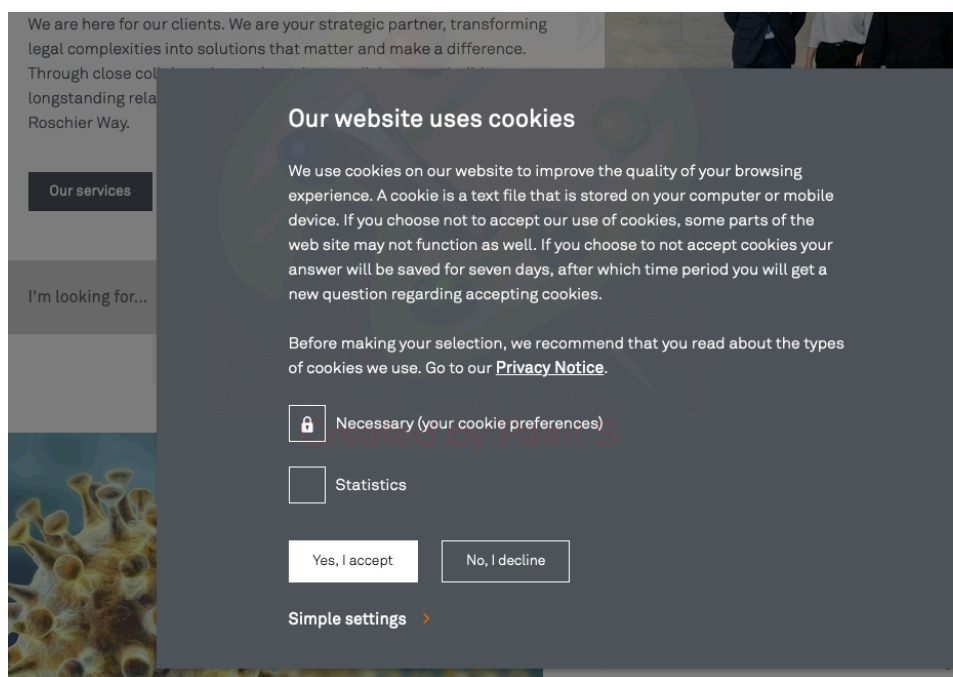 We are here for our clients. We are your strategic partner, transforming
legal complexities into solutions that matter and make a difference.
Through close
longstanding
Roschier Way.
Our services
I'm looking for...
Our website uses cookies
We use cookies on our website to improve the quality of your browsing
experience. A cookie is a text file that is stored on your computer or mobile
device. If you choose not to accept our use of cookies, some parts of the
web site may not function as well. If you choose to not accept cookies your
answer will be saved for seven days, after which time period you will get a
new question regarding accepting cookies.
Before making your selection, we recommend that you read about the types
of cookies we use. Go to our Privacy Notice.
Necessary (your cookie preferences)
Created by Paint S
Statistics
Yes, I accept
No, I decline
Simple settings